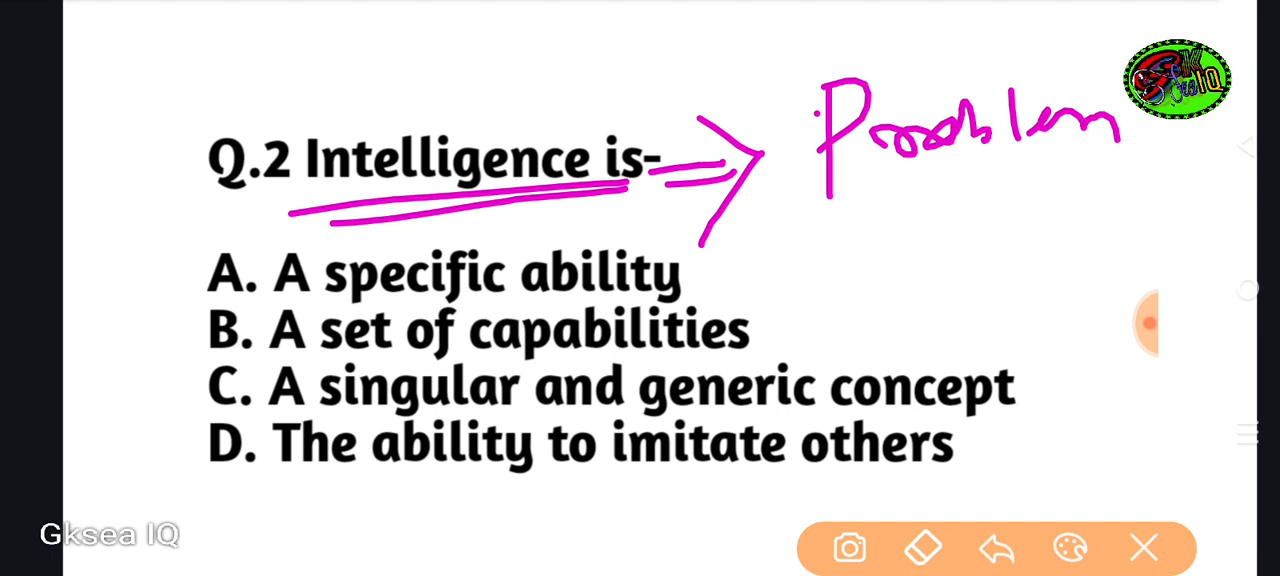 Problem
Q.2 Intelligence is-
A. A specific ability
B. A set of capabilities
C. A singular and generic concept
D. The ability to imitate others
Gksea IQ